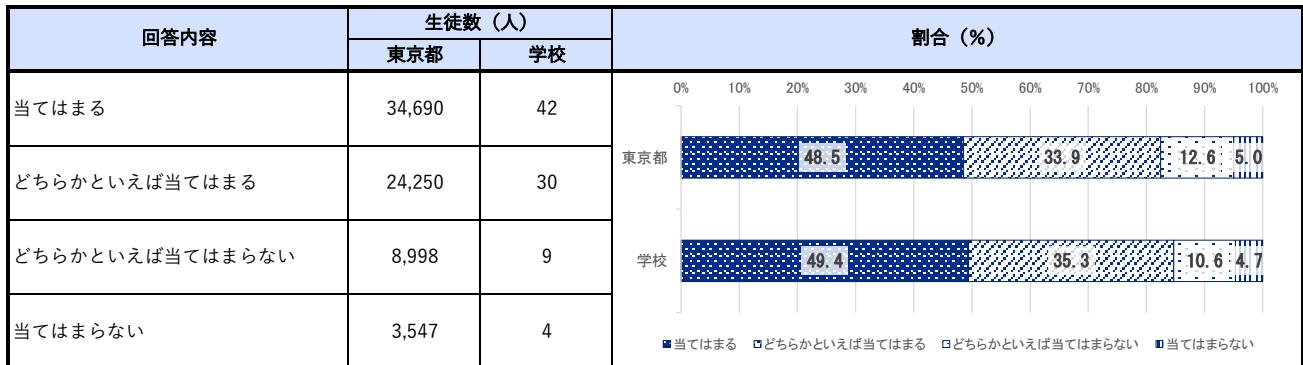 回答内容
生徒数（人）
割合（%）
東京都
学校
当てはまる
34,690
42
どちらかといえば当てはまる
24,250
30
どちらかといえば当てはまらない
8,998
9
当てはまらない
3,547
4
0%
10%
20%
30%
40%
50%
60%
70%
80%
90%
100%
東京都
48.5
33.9
12.6
5.0
学校
49.4
35.3
10.6
4.7
当てはまる
どちらかといえば当てはまる
どちらかといえば当てはまらない
当てはまらない